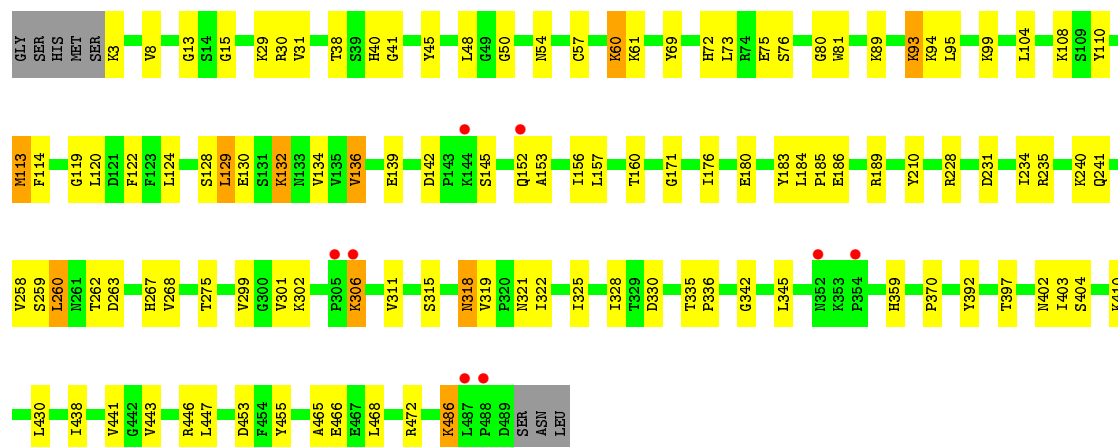 GLY SER HIS MET SER K3 V8 G13 S14 G15 K29 R30 V31 T38 S39 H40 G41 Y45 L48 G49 G50 N54 C57 K60 K61 Y69 H72 L73 R74 E75 S76 G80 W81 K89 K93 K94 L95 K99 L104 K108 S109 Y110
M113 F114 G119 L120 D121 F122 F123 L124 S128 L129 E130 S131 K132 N133 V134 V135 V136 E139 D142 P143 K144 S145 Q152 A153 I156 L157 T160 G171 I176 E180 Y183 L184 P185 E186 R189 Y210 R228 D231 I234 R235 K240 Q241
V258 S259 L260 N261 T262 D263 H267 V268 T275 V299 G300 V301 K302 P305 K306 V311 S315 N318 V319 P320 N321 I322 I325 I328 T329 D330 T335 P336 G342 L345 N352 K353 P354 H359 P370 Y392 T397 N402 I403 S404
L430 I438 V441 G442 V443 R446 L447 D453 F454 Y455 A465 E466 E467 L468 R472 K486 L487 P488 D489 SER ASN LEU